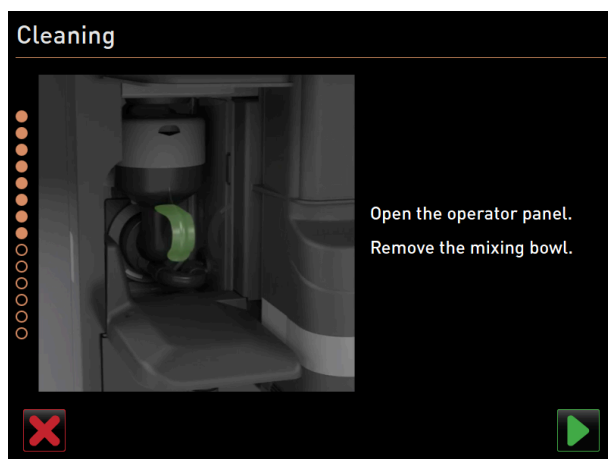 Cleaning
Open the operator panel.
Remove the mixing bowl.